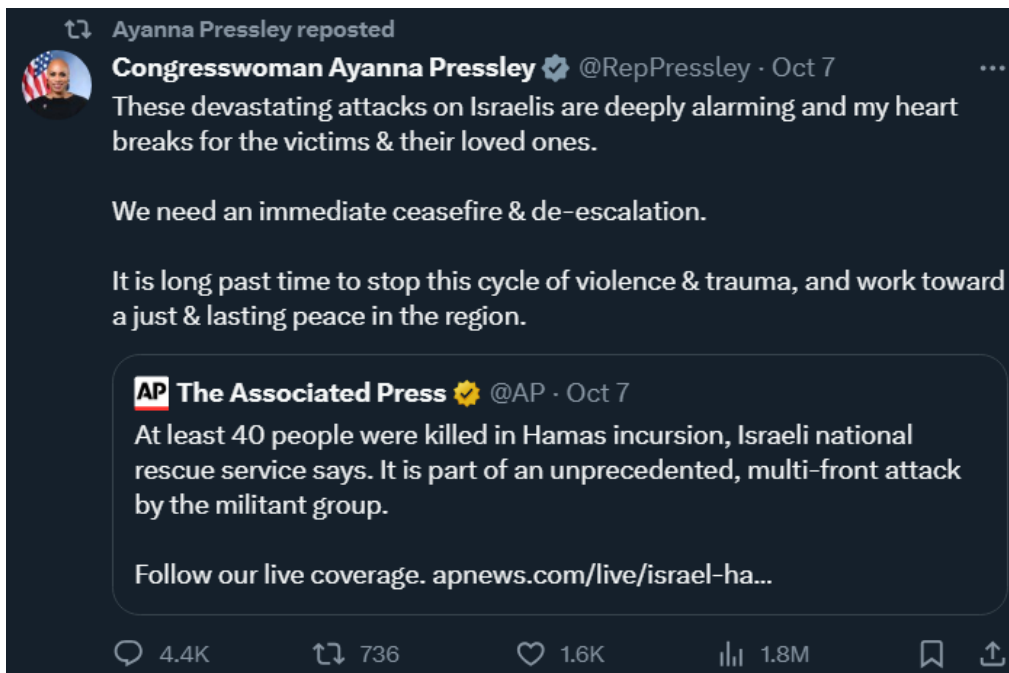 Ayanna Pressley reposted
Congresswoman Ayanna Pressley @RepPressley · Oct 7
These devastating attacks on Israelis are deeply alarming and my heart
breaks for the victims & their loved ones.
We need an immediate ceasefire & de-escalation.
It is long past time to stop this cycle of violence & trauma, and work toward
a just & lasting peace in the region.
AP The Associated Press @AP · Oct 7
At least 40 people were killed in Hamas incursion, Israeli national
rescue service says. It is part of an unprecedented, multi-front attack
by the militant group.
Follow our live coverage. apnews.com/live/israel-ha...
4.4K 736 1.6K 1.8M